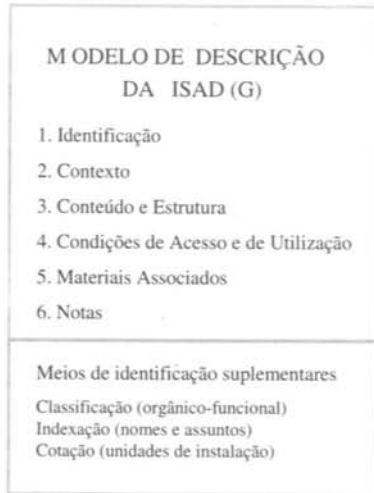 M ODELO DE DESCRIÇÃO
DA ISAD (G)
1. Identificação
2. Contexto
3. Conteúdo e Estrutura
4. Condições de Acesso e de Utilização
5. Materiais Associados
6. Notas
Meios de identificação suplementares
Classificação (orgânico-funcional)
Indexação (nomes e assuntos)
Cotação (unidades de instalação)